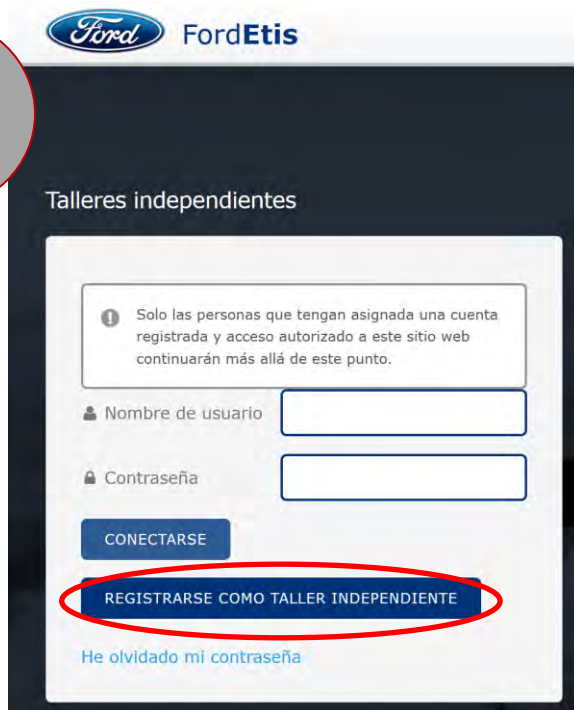 Ford FordEtis
Talleres independientes
Solo las personas que tengan asignada una cuenta
registrada y acceso autorizado a este sitio web
continuarán más allá de este punto.
Nombre de usuario
Contraseña
CONECTARSE
REGISTRARSE COMO TALLER INDEPENDIENTE
He olvidado mi contraseña